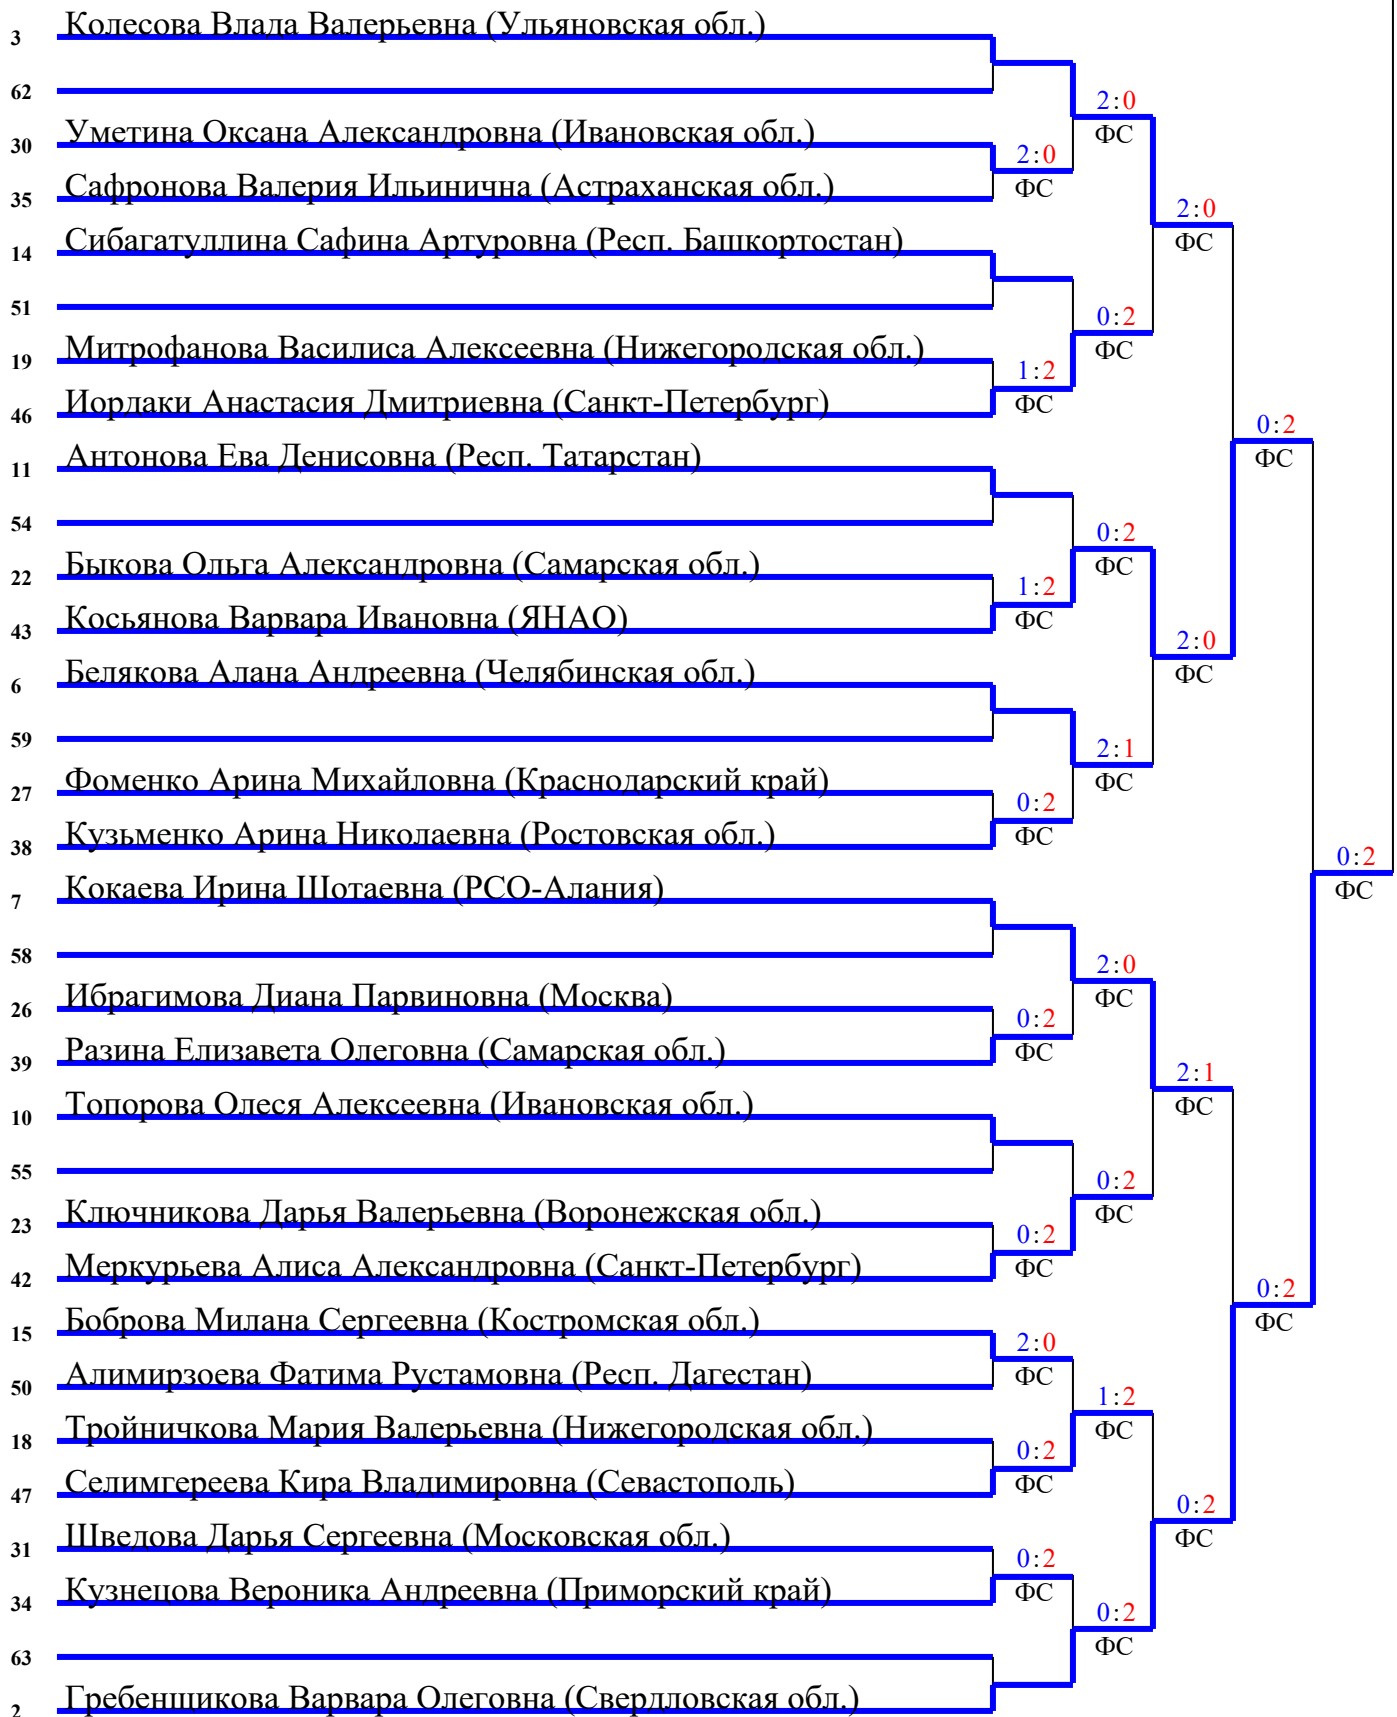 Колесова Влада Валерьевна (Ульяновская обл.)
3
62
2:0
ФС
Уметина Оксана Александровна (Ивановская обл.)
30
2:0
ФС
Сафронова Валерия Ильинична (Астраханская обл.)
35
2:0
ФС
Сибагатуллина Сафина Артуровна (Респ. Башкортостан)
14
51
0:2
ФС
Митрофанова Василиса Алексеевна (Нижегородская обл.)
19
1:2
ФС
Иордаки Анастасия Дмитриевна (Санкт-Петербург)
46
0:2
ФС
Антонова Ева Денисовна (Респ. Татарстан)
11
54
0:2
ФС
Быкова Ольга Александровна (Самарская обл.)
22
1:2
ФС
Косьянова Варвара Ивановна (ЯНАО)
43
2:0
ФС
Белякова Алана Андреевна (Челябинская обл.)
6
59
2:1
ФС
Фоменко Арина Михайловна (Краснодарский край)
27
0:2
ФС
Кузьменко Арина Николаевна (Ростовская обл.)
38
0:2
ФС
Кокаева Ирина Шотаевна (РСО-Алания)
7
58
2:0
ФС
Ибрагимова Диана Парвиновна (Москва)
26
0:2
ФС
Разина Елизавета Олеговна (Самарская обл.)
39
2:1
ФС
Топорова Олеся Алексеевна (Ивановская обл.)
10
55
0:2
ФС
Ключникова Дарья Валерьевна (Воронежская обл.)
23
0:2
ФС
Меркурьева Алиса Александровна (Санкт-Петербург)
42
0:2
ФС
Боброва Милана Сергеевна (Костромская обл.)
15
2:0
ФС
Алимирзоева Фатима Рустамовна (Респ. Дагестан)
50
1:2
ФС
Тройничкова Мария Валерьевна (Нижегородская обл.)
18
0:2
ФС
Селимгереева Кира Владимировна (Севастополь)
47
0:2
ФС
Шведова Дарья Сергеевна (Московская обл.)
31
0:2
ФС
Кузнецова Вероника Андреевна (Приморский край)
34
0:2
ФС
63
Гребенщикова Варвара Олеговна (Свердловская обл.)
2